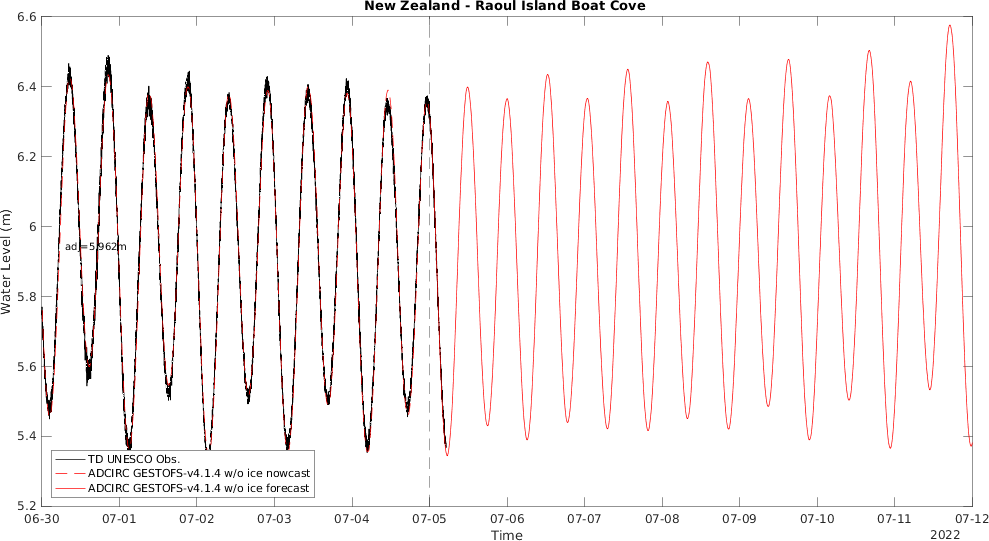 New Zealand - Raoul Island Boat Cove
Water Level (m)
6.6
6.4
6.2
6
5.8
5.6
5.4
5.2
adj=5.962m
TD UNESCO Obs.
ADCIRC GESTOFS-v4.1.4 w/o ice nowcast
ADCIRC GESTOFS-v4.1.4 w/o ice forecast
06-30 07-01 07-02 07-03 07-04 07-05 07-06 07-07 07-08 07-09 07-10 07-11 07-12
Time
2022